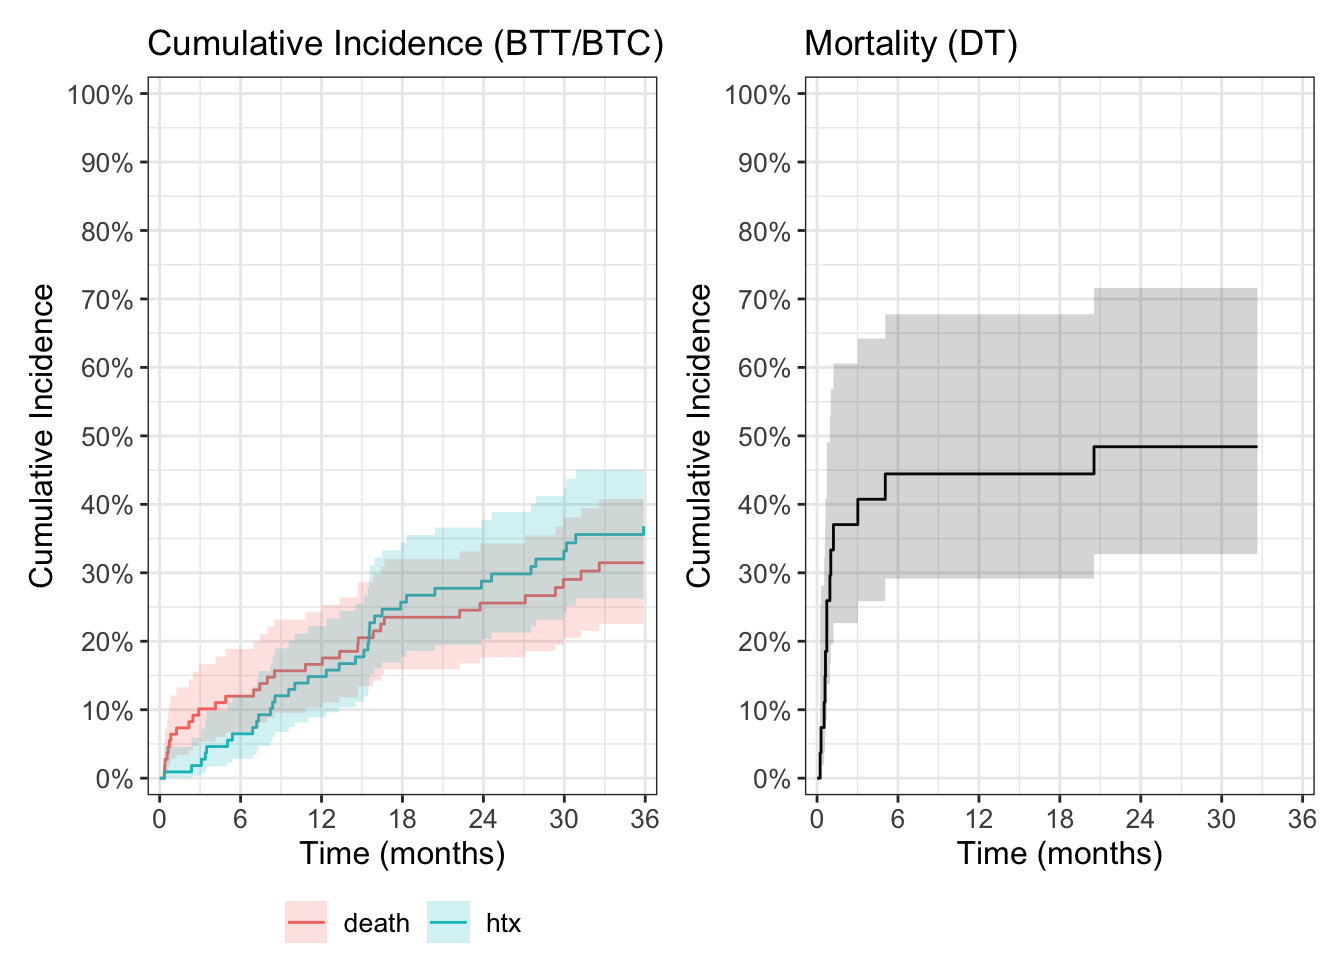 Cumulative Incidence (BTT/BTC)
Cumulative Incidence
100%
90%
80%
70%
60%
50%
40%
30%
20%
10%
0%
0 6 12 18 24 30 36
Time (months)
death htx
Mortality (DT)
Cumulative Incidence
100%
90%
80%
70%
60%
50%
40%
30%
20%
10%
0%
0 6 12 18 24 30 36
Time (months)